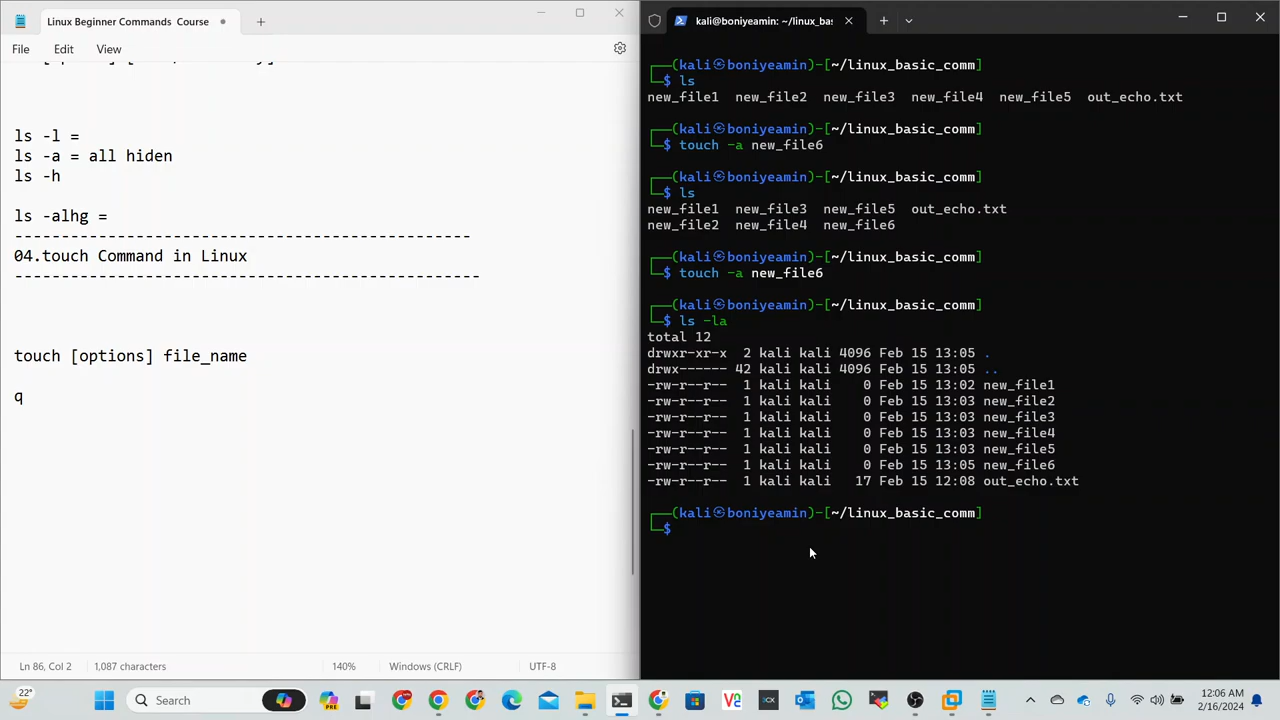 Linux Beginner Commands Course
File Edit View
ls -l =
ls -a = all hiden
ls -h
ls -alhg =
---------------------------------------------------
04.touch Command in Linux
----------------------------------------------------
touch [options] file_name
q
Ln 86, Col 2 1,087 characters 140% Windows (CRLF) UTF-8
kali@boniyeamin: ~/linux_bas
┌──(kali㉿boniyeamin)-[~/linux_basic_comm]
└─$ ls
new_file1 new_file2 new_file3 new_file4 new_file5 out_echo.txt
┌──(kali㉿boniyeamin)-[~/linux_basic_comm]
└─$ touch -a new_file6
┌──(kali㉿boniyeamin)-[~/linux_basic_comm]
└─$ ls
new_file1 new_file3 new_file5 out_echo.txt
new_file2 new_file4 new_file6
┌──(kali㉿boniyeamin)-[~/linux_basic_comm]
└─$ touch -a new_file6
┌──(kali㉿boniyeamin)-[~/linux_basic_comm]
└─$ ls -la
total 12
drwxr-xr-x 2 kali kali 4096 Feb 15 13:05 .
drwx------ 42 kali kali 4096 Feb 15 13:05 ..
-rw-r--r-- 1 kali kali 0 Feb 15 13:02 new_file1
-rw-r--r-- 1 kali kali 0 Feb 15 13:03 new_file2
-rw-r--r-- 1 kali kali 0 Feb 15 13:03 new_file3
-rw-r--r-- 1 kali kali 0 Feb 15 13:03 new_file4
-rw-r--r-- 1 kali kali 0 Feb 15 13:03 new_file5
-rw-r--r-- 1 kali kali 0 Feb 15 13:05 new_file6
-rw-r--r-- 1 kali kali 17 Feb 15 12:08 out_echo.txt
┌──(kali㉿boniyeamin)-[~/linux_basic_comm]
└─$
22° Search PRE 12:06 AM
2/16/2024